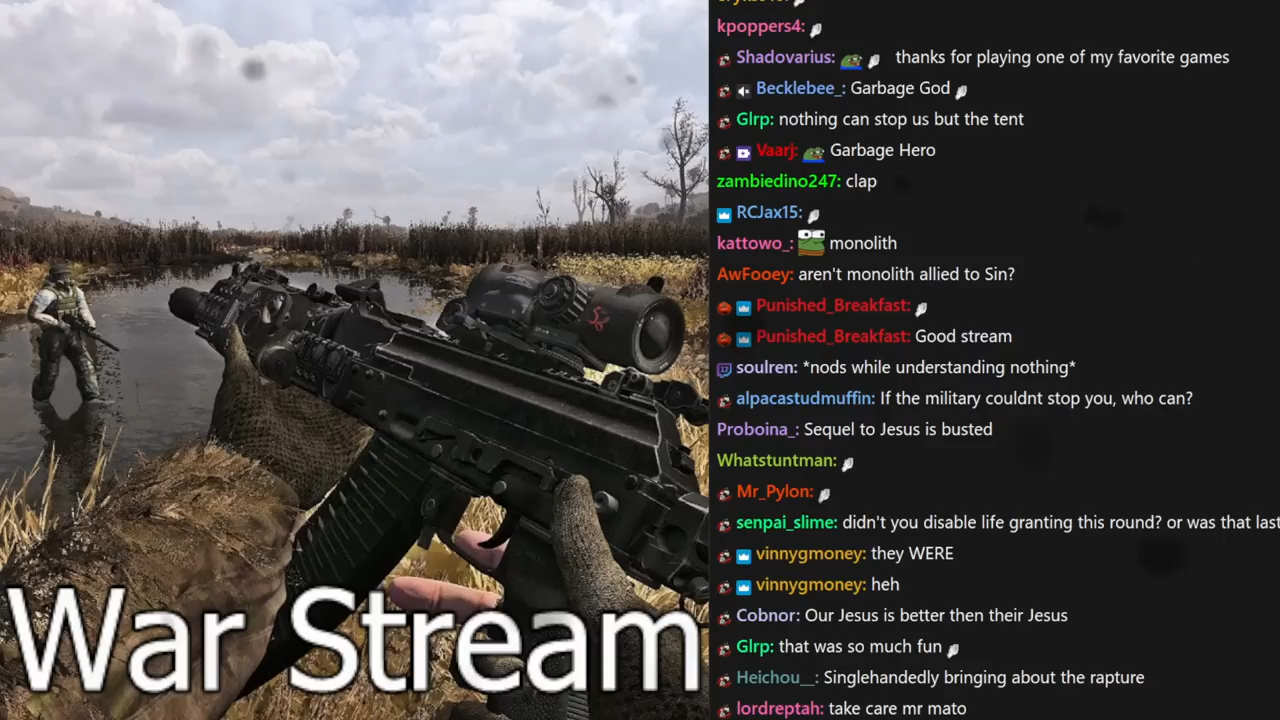 kpoppers4:
Shadovarius: thanks for playing one of my favorite games
Becklebee_: Garbage God
Glrp: nothing can stop us but the tent
Vaarj: Garbage Hero
zambiedino247: clap
RCJax15:
kattowo_: monolith
AwFooey: aren't monolith allied to Sin?
Punished_Breakfast:
Punished_Breakfast: Good stream
soulren: *nods while understanding nothing*
alpacastudmuffin: If the military couldnt stop you, who can?
Proboina_: Sequel to Jesus is busted
Whatstuntman:
Mr_Pylon:
senpai_slime: didn't you disable life granting this round? or was that last
vinnygmoney: they WERE
vinnygmoney: heh
Cobnor: Our Jesus is better then their Jesus
Glrp: that was so much fun
Heichou__: Singlehandedly bringing about the rapture
lordreptah: take care mr mato
War Stream